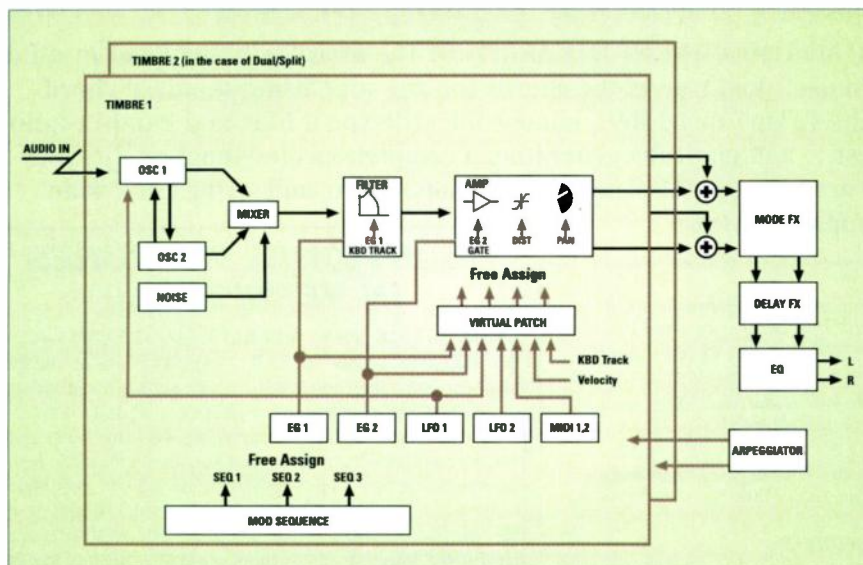 TIMBRE 2 (in the case of Dual/Split)
TIMBRE 1
AUDIO IN
OSC 1
MIXER
OSC 2
NOISE
FILTER
EG 1
KBD TRACK
AMP
EG 2
GATE
DIST
PAN
MODE FX
Free Assign
VIRTUAL PATCH
DELAY FX
KBD Track
Velocity
EQ
L
R
EG 1
EG 2
LFO 1
LFO 2
MIDI 1,2
ARPEGGIATOR
Free Assign
SEQ.1
SEQ.2
SEQ.3
MOD SEQUENCE